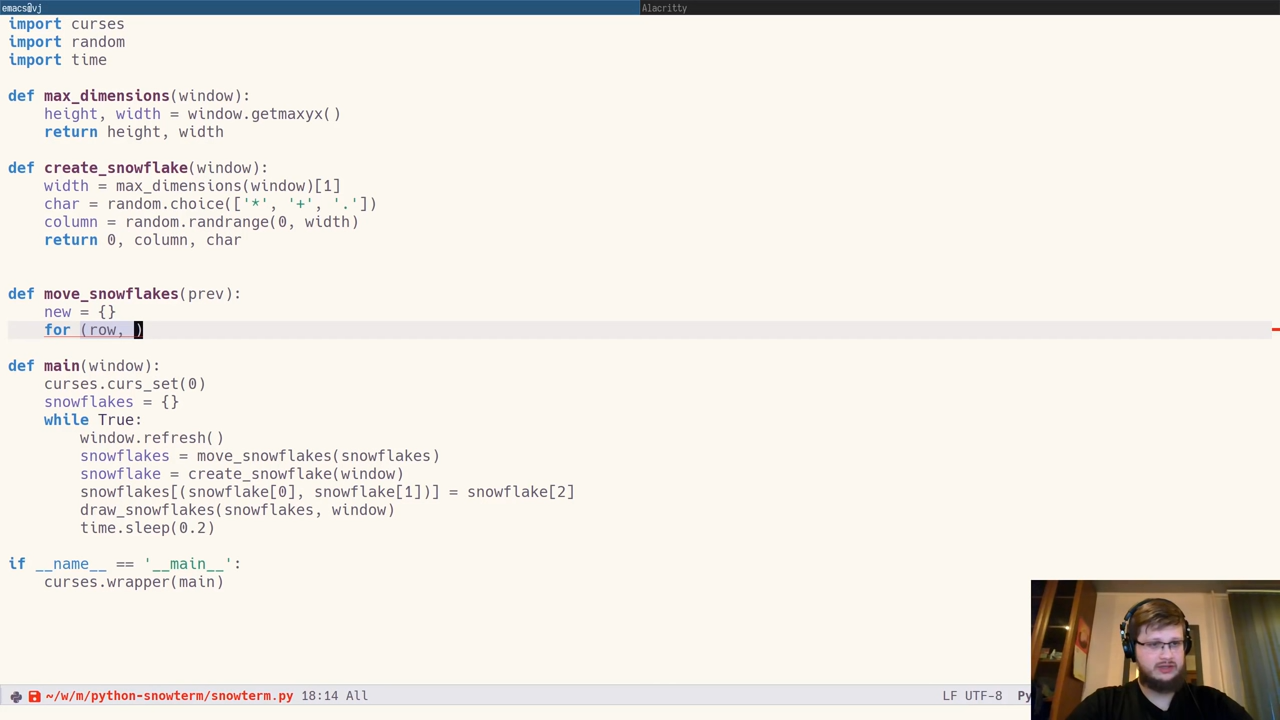 emacs@vj
Alacritty
import curses
import random
import time
def max_dimensions(window):
    height, width = window.getmaxyx()
    return height, width
def create_snowflake(window):
    width = max_dimensions(window)[1]
    char = random.choice(['*', '+', '.'])
    column = random.randrange(0, width)
    return 0, column, char
def move_snowflakes(prev):
    new = {}
    for (row, )
def main(window):
    curses.curs_set(0)
    snowflakes = {}
    while True:
        window.refresh()
        snowflakes = move_snowflakes(snowflakes)
        snowflake = create_snowflake(window)
        snowflakes[(snowflake[0], snowflake[1])] = snowflake[2]
        draw_snowflakes(snowflakes, window)
        time.sleep(0.2)
if __name__ == '__main__':
    curses.wrapper(main)
~/w/m/python-snowterm/snowterm.py 18:14 All LF UTF-8 Py